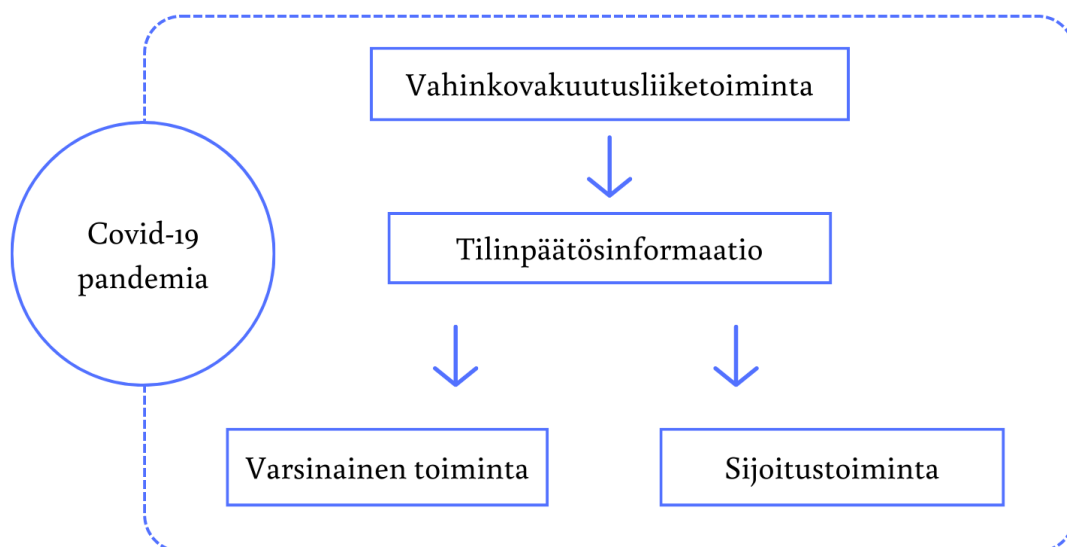 Vahinkovakuutusliiketoiminta
Covid-19
pandemia
Tilinpäätösinformaatio
Varsinainen toiminta
Sijoitustoiminta